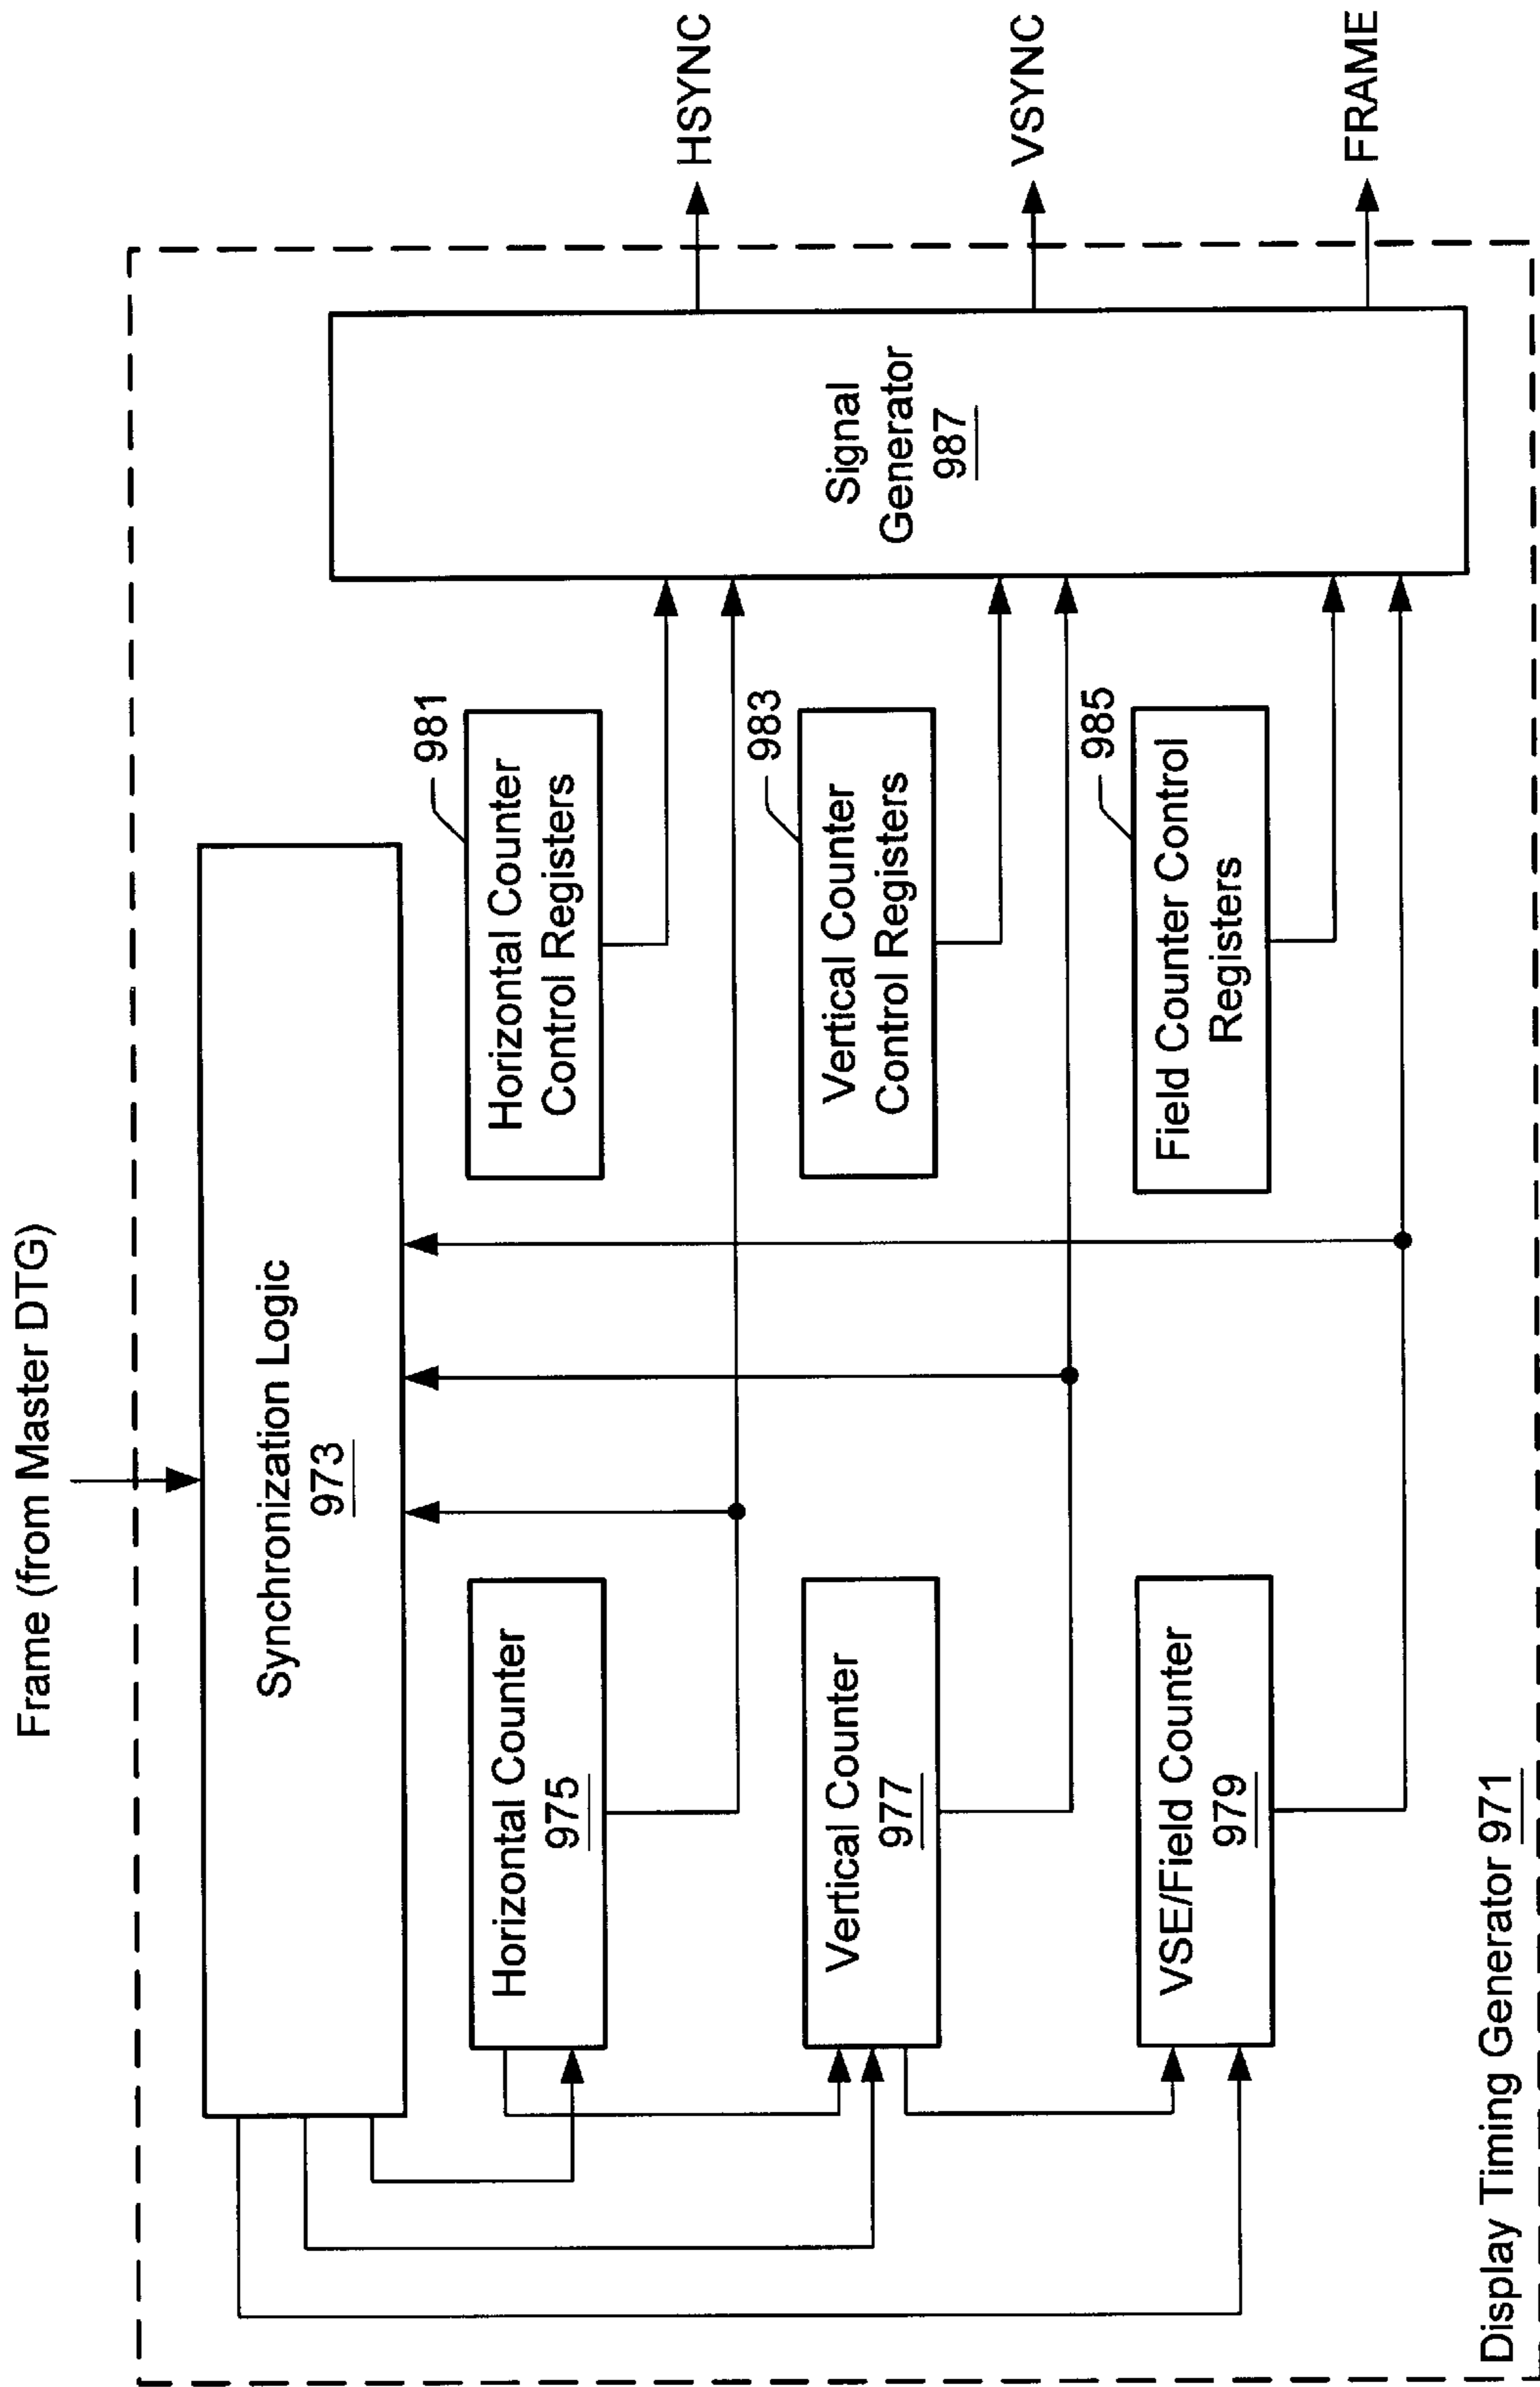 Frame (from Master DTG)
Synchronization Logic
973
Horizontal Counter
975
981
Horizontal Counter
Control Registers
HSYNC
Vertical Counter
977
983
Vertical Counter
Control Registers
Signal
Generator
987
VSYNC
VSE/Field Counter
979
985
Field Counter Control
Registers
FRAME
Display Timing Generator 971